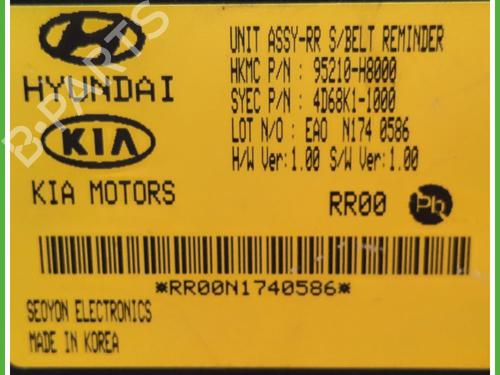 UNIT ASSY-RR S/BELT REMINDER
HYUNDAI
HKMC P/N : 95210-H8000
SYEC P/N : 4D68K1-1000
KIA
LOT N/O : EAO N174 0586
H/W Ver:1.00 S/W Ver:1.00
KIA MOTORS
RR00 Pb
*RR00N1740586*
SEOYON ELECTRONICS
MADE IN KOREA
B-PARTS